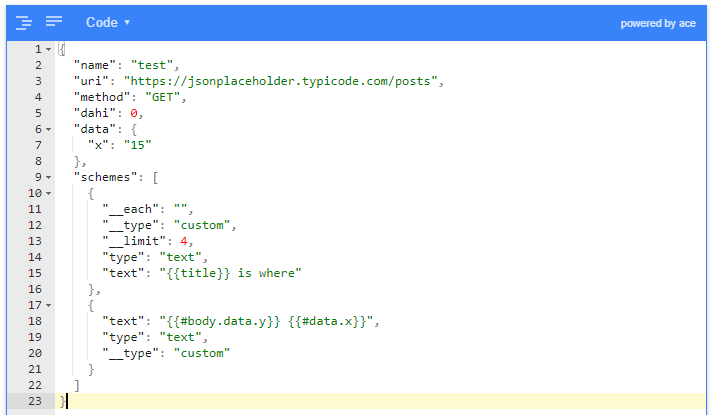 Code ▾ powered by ace
1 {
2 "name": "test",
3 "uri": "https://jsonplaceholder.typicode.com/posts",
4 "method": "GET",
5 "dahi": 0,
6 "data": {
7 "x": "15"
8 },
9 "schemes": [
10 {
11 "__each": "",
12 "__type": "custom",
13 "__limit": 4,
14 "type": "text",
15 "text": "{{title}} is where"
16 },
17 {
18 "text": "{{#body.data.y}} {{#data.x}}",
19 "type": "text",
20 "__type": "custom"
21 }
22 ]
23 }